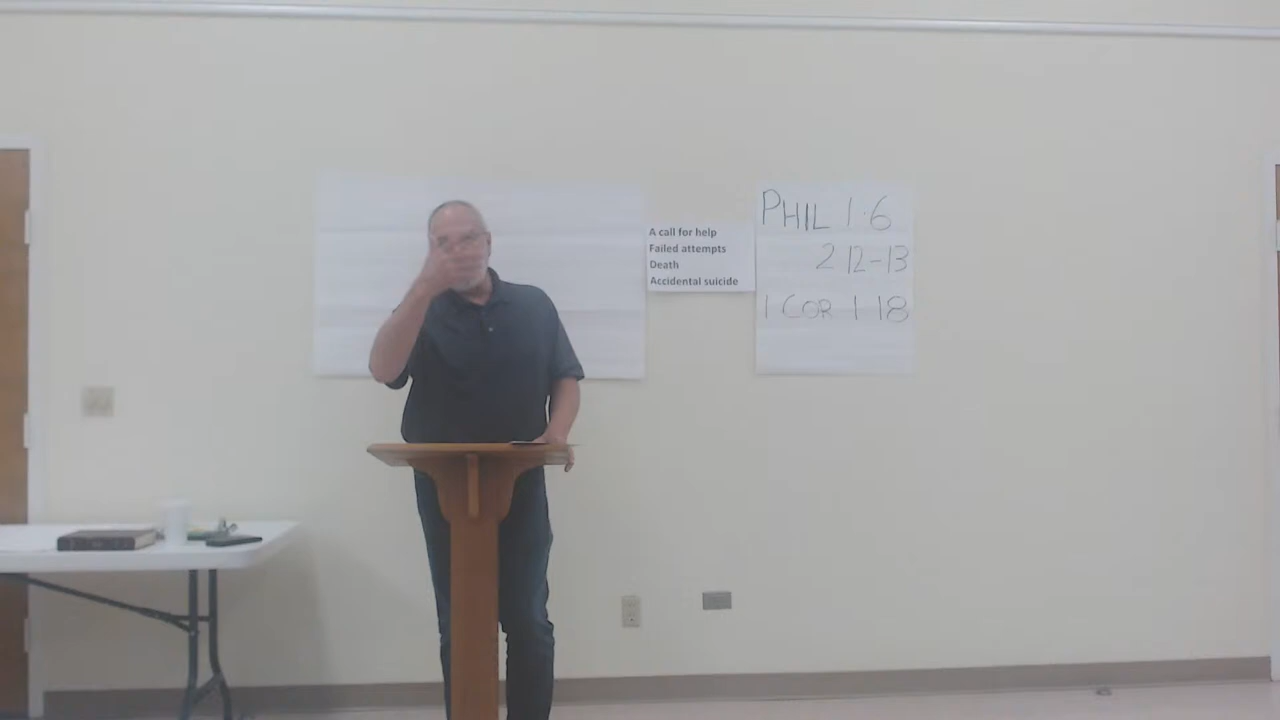 A call for help
Failed attempts
Death
Accidental suicide
PHIL 1:6
2 12-13
1 COR 1-18